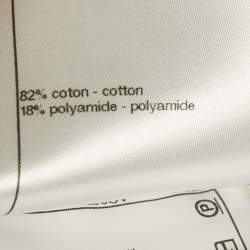 82% coton - cotton
18% polyamide - polyamide
P